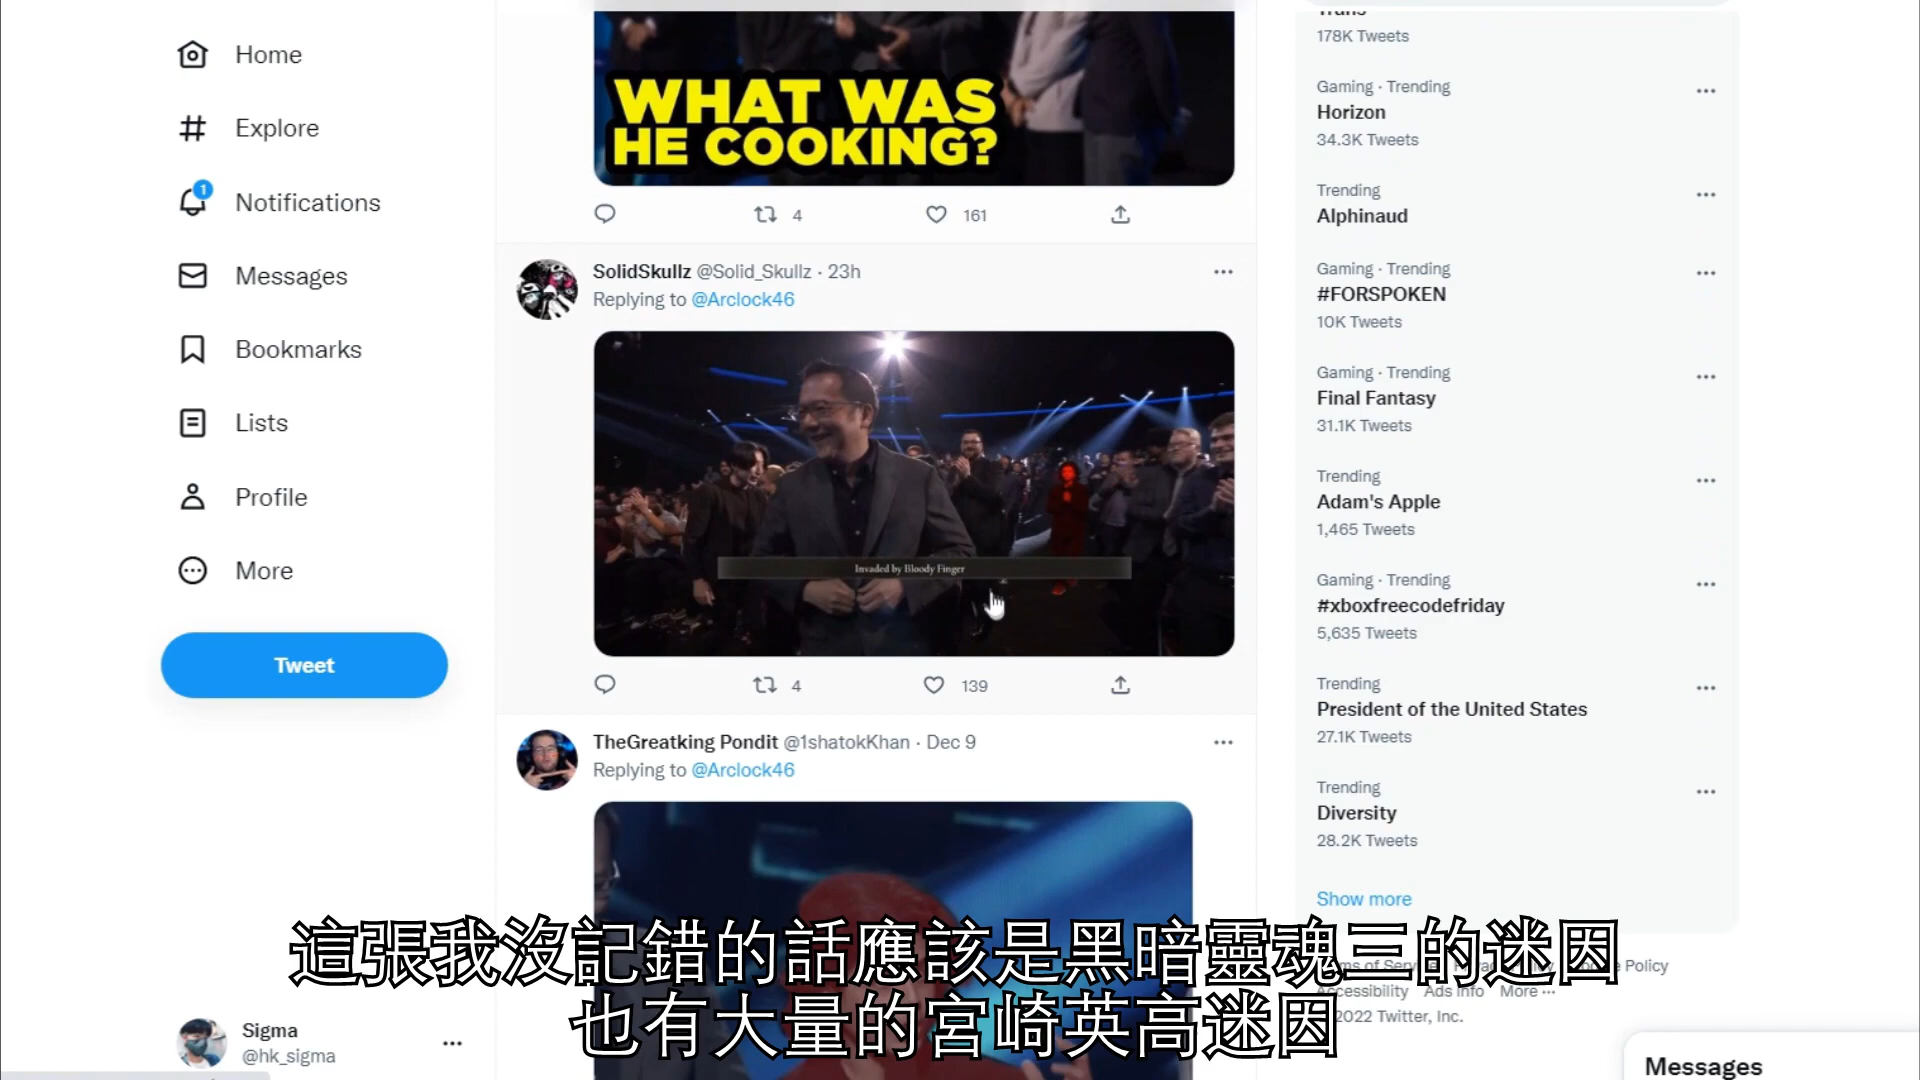 Home
Explore
1
Notifications
Messages
Bookmarks
Lists
Profile
More
Tweet
Sigma
@hk_sigma
WHAT WAS
HE COOKING?
4
161
SolidSkullz @Solid_Skullz · 23h
Replying to @Arclock46
Invaded by Bloody Finger
4
139
TheGreatking Pondit @1shatokKhan · Dec 9
Replying to @Arclock46
178K Tweets
Gaming · Trending
Horizon
34.3K Tweets
Trending
Alphinaud
Gaming · Trending
#FORSPOKEN
10K Tweets
Gaming · Trending
Final Fantasy
31.1K Tweets
Trending
Adam's Apple
1,465 Tweets
Gaming · Trending
#xboxfreecodefriday
5,635 Tweets
Trending
President of the United States
27.1K Tweets
Trending
Diversity
28.2K Tweets
Show more
Policy
Accessibility Ads info More
2022 Twitter, Inc.
Messages
這張我沒記錯的話應該是黑暗靈魂三的迷因
也有大量的宮崎英高迷因